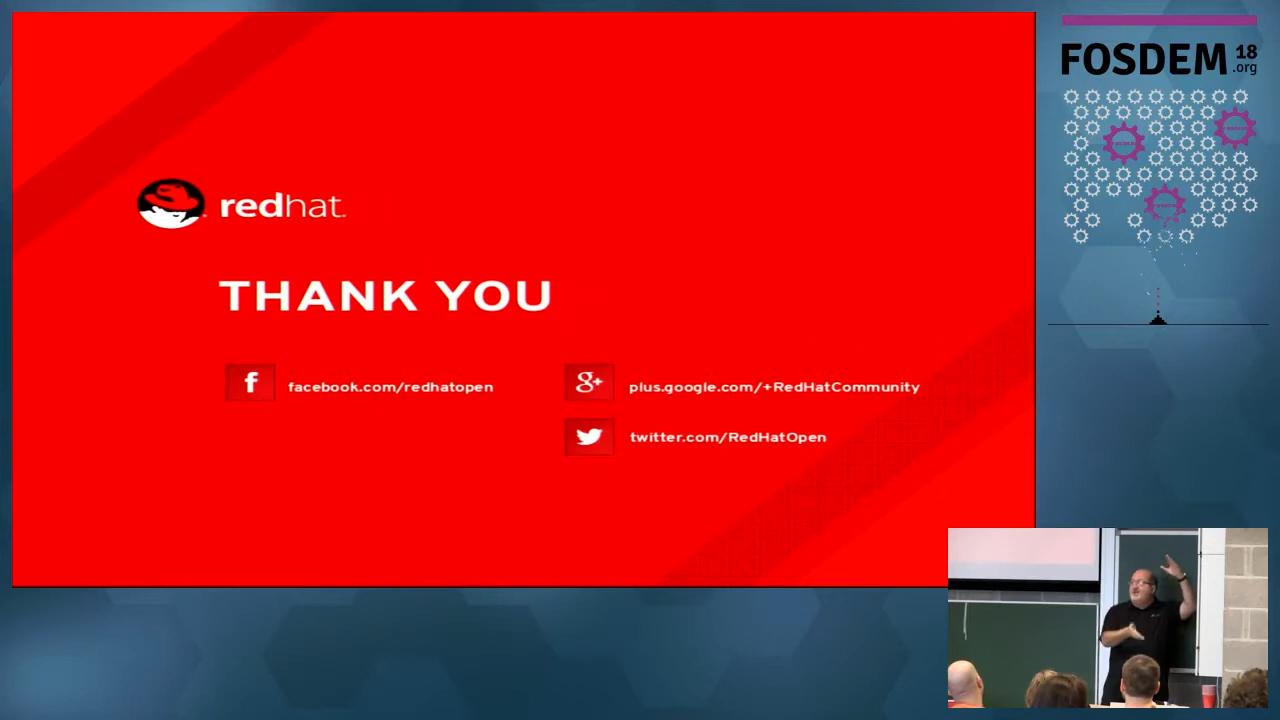 FOSDEM 18
.org
redhat.
THANK YOU
facebook.com/redhatopen
plus.google.com/+RedHatCommunity
twitter.com/RedHatOpen